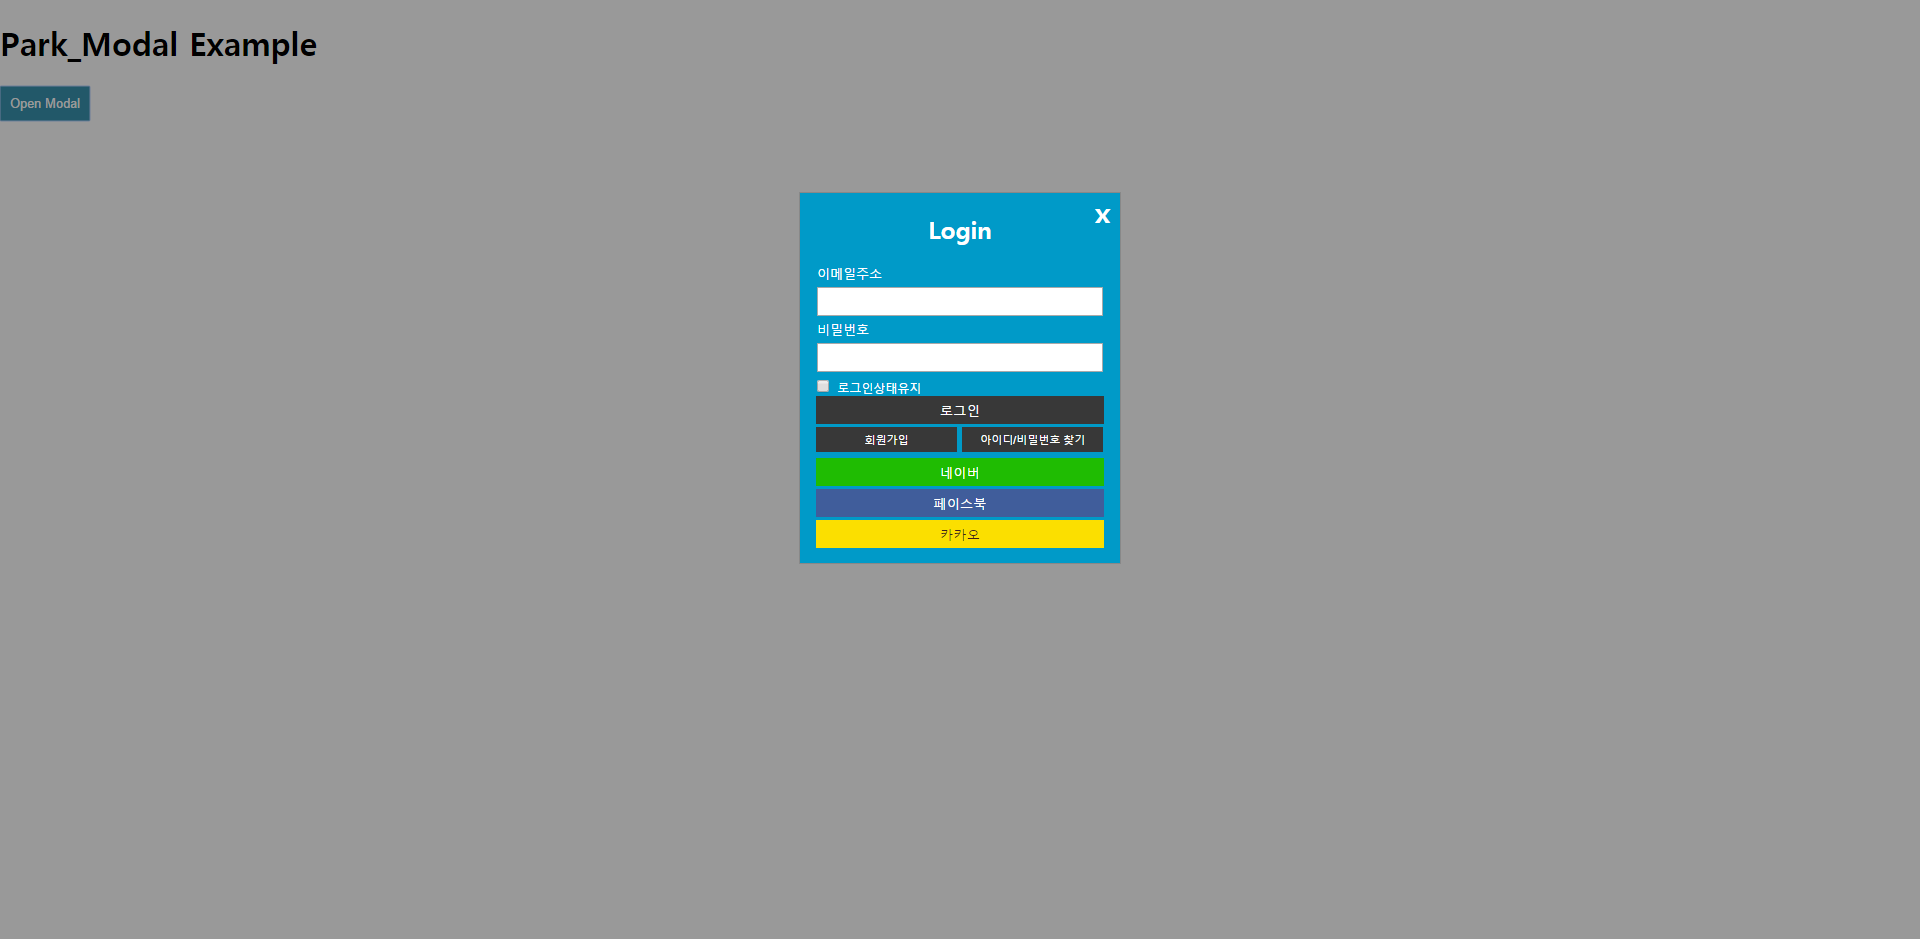 Park_Modal Example
Open Modal
x
Login
이메일주소
비밀번호
로그인상태유지
로그인
회원가입 아이디/비밀번호 찾기
네이버
페이스북
카카오